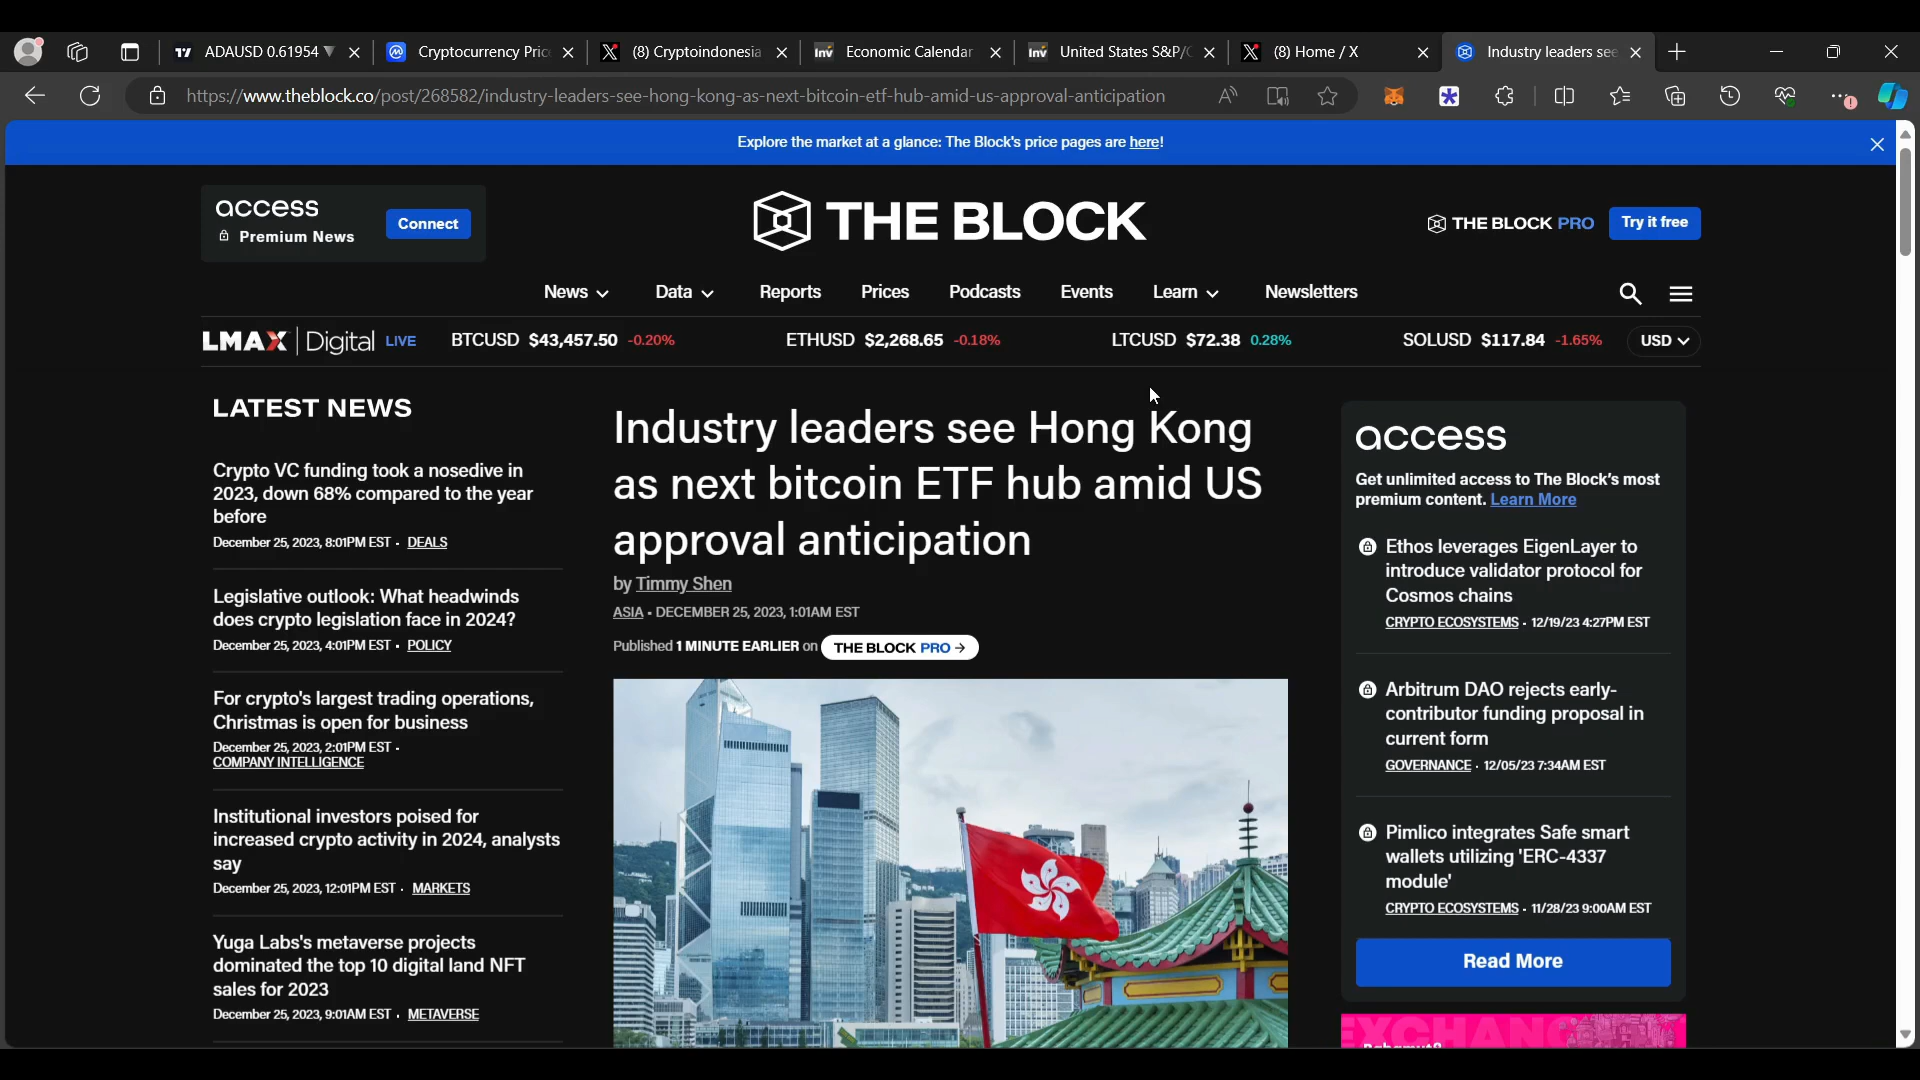 ADAUSD 0.61954
Cryptocurrency Pric
(8) Cryptoindonesia
Economic Calendar
United States S&P/C
(8) Home / X
Industry leaders see
https://www.theblock.co/post/268582/industry-leaders-see-hong-kong-as-next-bitcoin-etf-hub-amid-us-approval-anticipation
Explore the market at a glance: The Block's price pages are here!
access
Premium News
Connect
THE BLOCK
THE BLOCK PRO
Try it free
News
Data
Reports
Prices
Podcasts
Events
Learn
Newsletters
LMAX Digital LIVE
BTCUSD $43,457.50 -0.20%
ETHUSD $2,268.65 -0.18%
LTCUSD $72.38 0.28%
SOLUSD $117.84 -1.65%
USD
LATEST NEWS
Crypto VC funding took a nosedive in
2023, down 68% compared to the year
before
December 25, 2023, 8:01PM EST • DEALS
Legislative outlook: What headwinds
does crypto legislation face in 2024?
December 25, 2023, 4:01PM EST • POLICY
For crypto's largest trading operations,
Christmas is open for business
December 25, 2023, 2:01PM EST •
COMPANY INTELLIGENCE
Institutional investors poised for
increased crypto activity in 2024, analysts
say
December 25, 2023, 12:01PM EST • MARKETS
Yuga Labs's metaverse projects
dominated the top 10 digital land NFT
sales for 2023
December 25, 2023, 9:01AM EST • METAVERSE
Industry leaders see Hong Kong
as next bitcoin ETF hub amid US
approval anticipation
by Timmy Shen
ASIA • DECEMBER 25, 2023, 1:01AM EST
Published 1 MINUTE EARLIER on THE BLOCK PRO →
access
Get unlimited access to The Block's most
premium content. Learn More
Ethos leverages EigenLayer to
introduce validator protocol for
Cosmos chains
CRYPTO ECOSYSTEMS • 12/19/23 4:27PM EST
Arbitrum DAO rejects early-
contributor funding proposal in
current form
GOVERNANCE • 12/05/23 7:34AM EST
Pimlico integrates Safe smart
wallets utilizing 'ERC-4337
module'
CRYPTO ECOSYSTEMS • 11/28/23 9:00AM EST
Read More